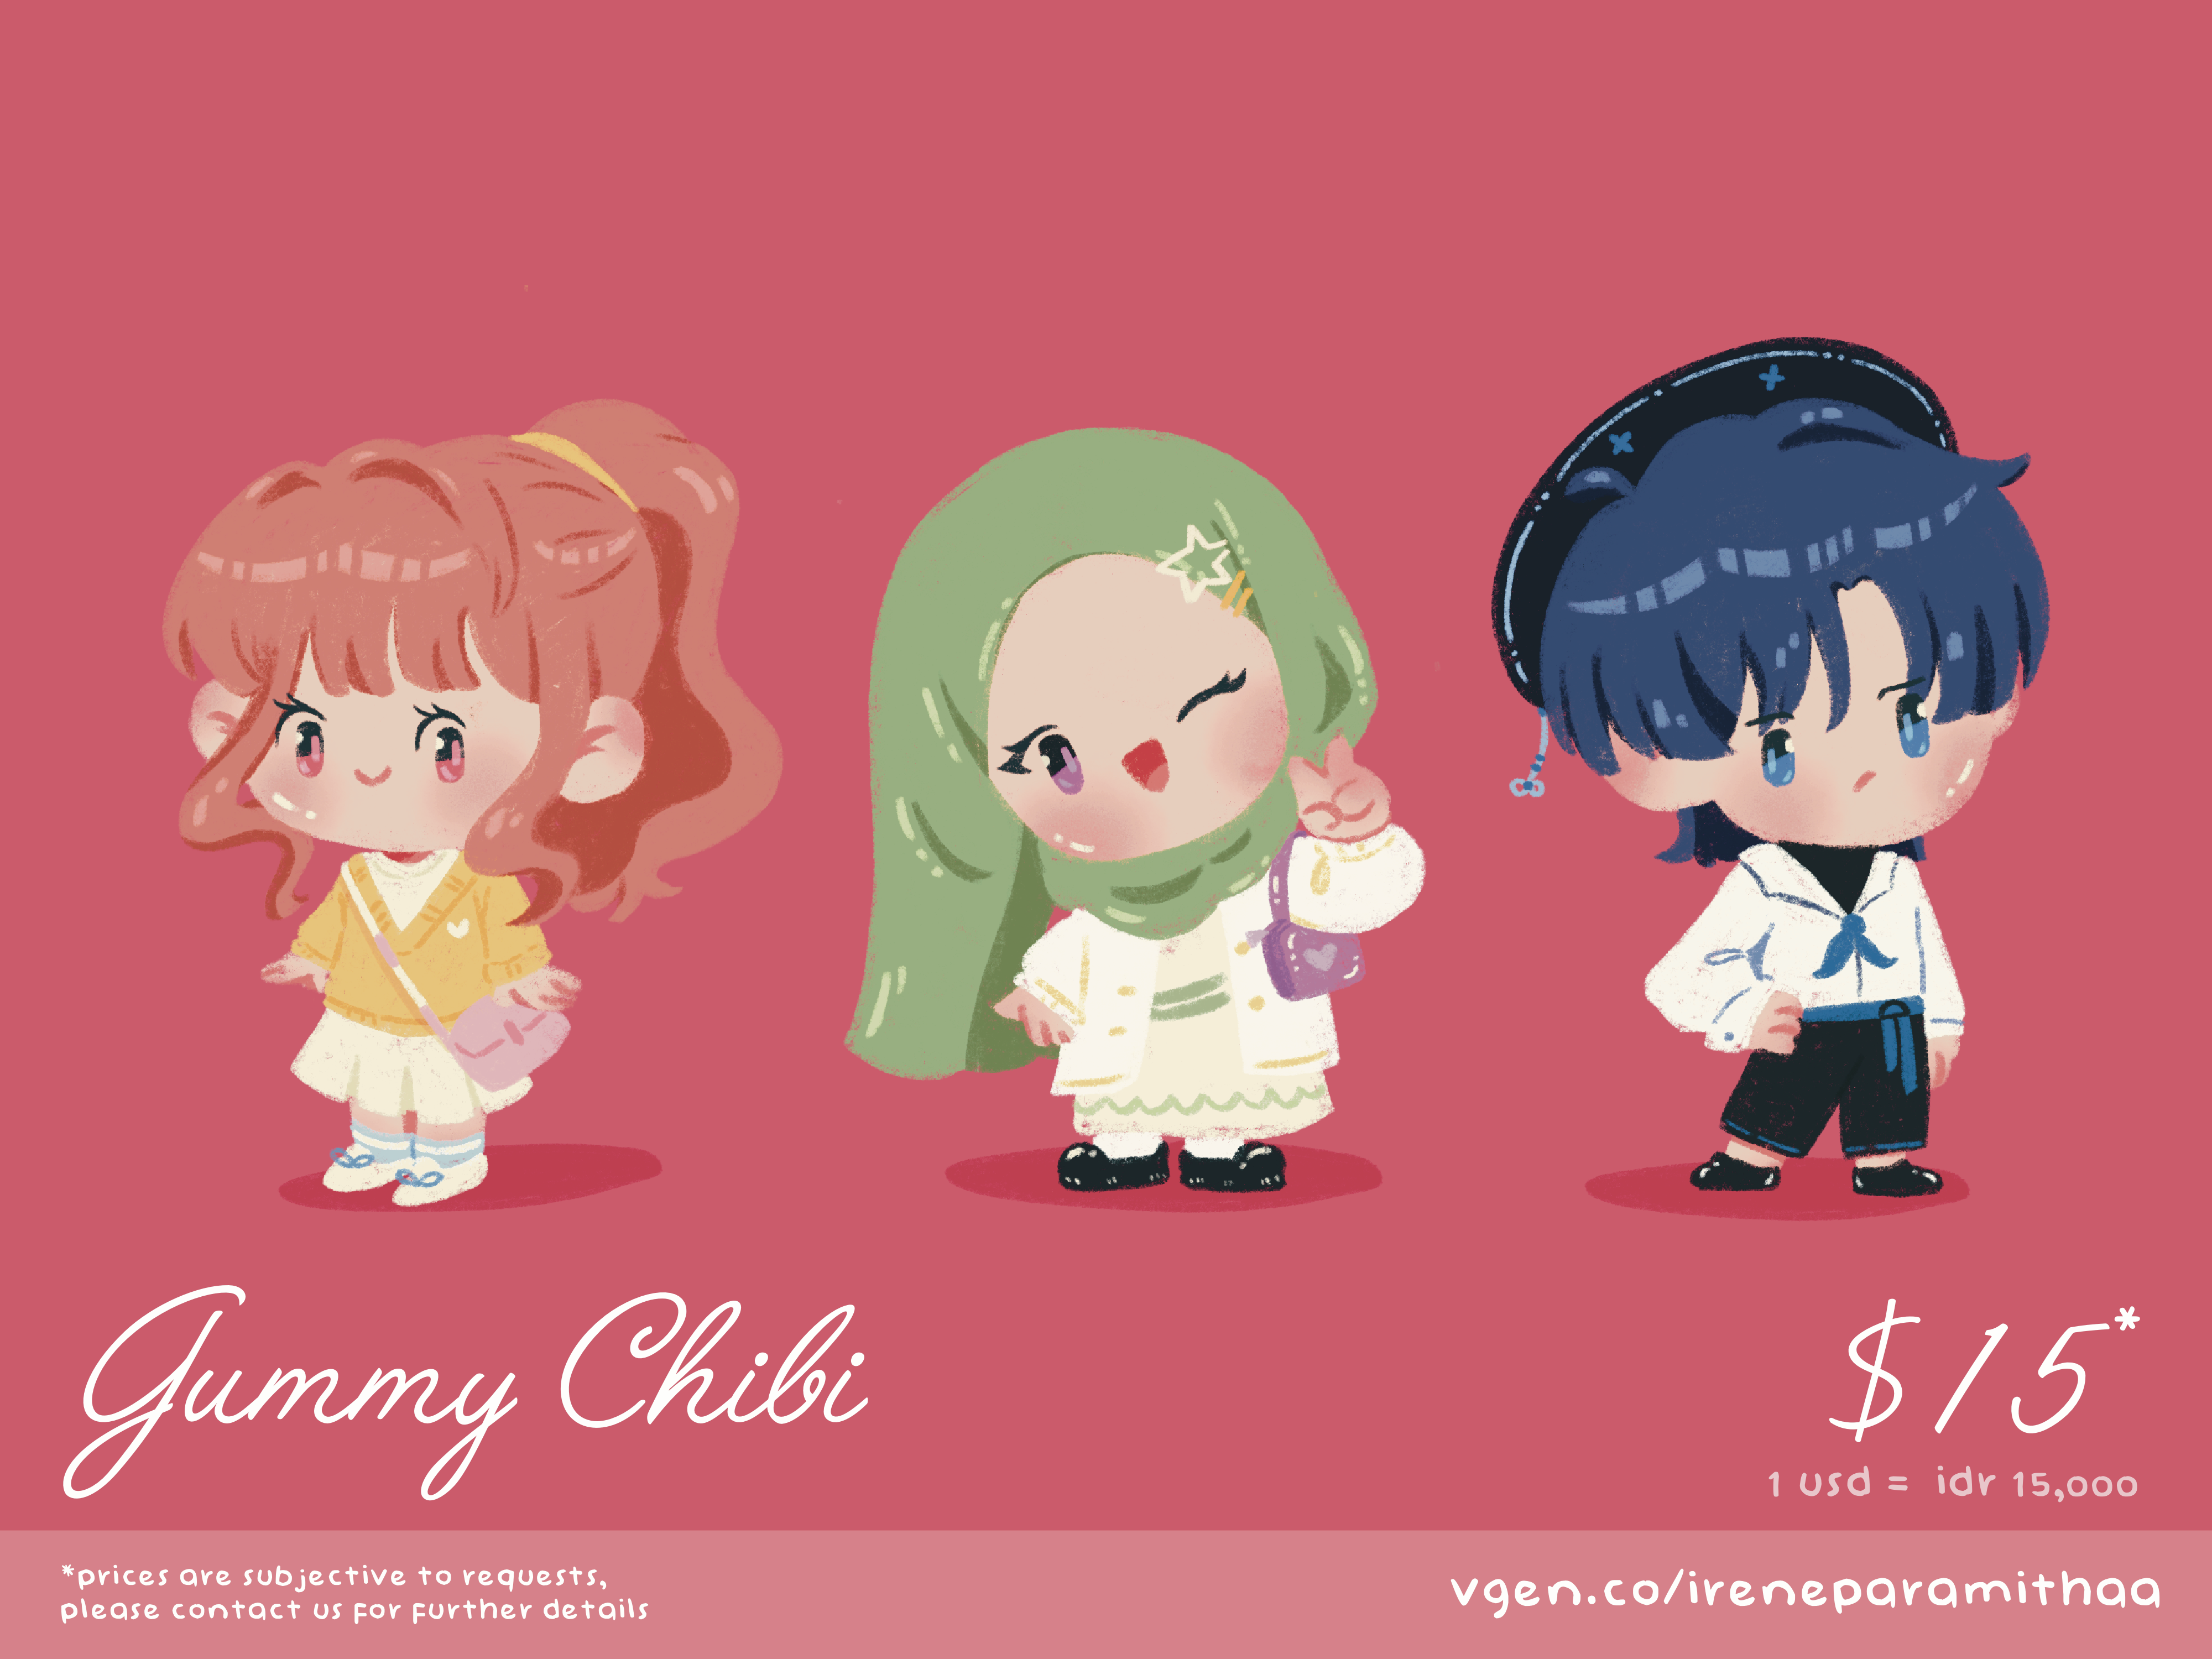 Gummy Chibi
$15*
1 usd = idr 15,000
*prices are subjective to requests,
please contact us for further details
vgen.co/ireneparamithaa